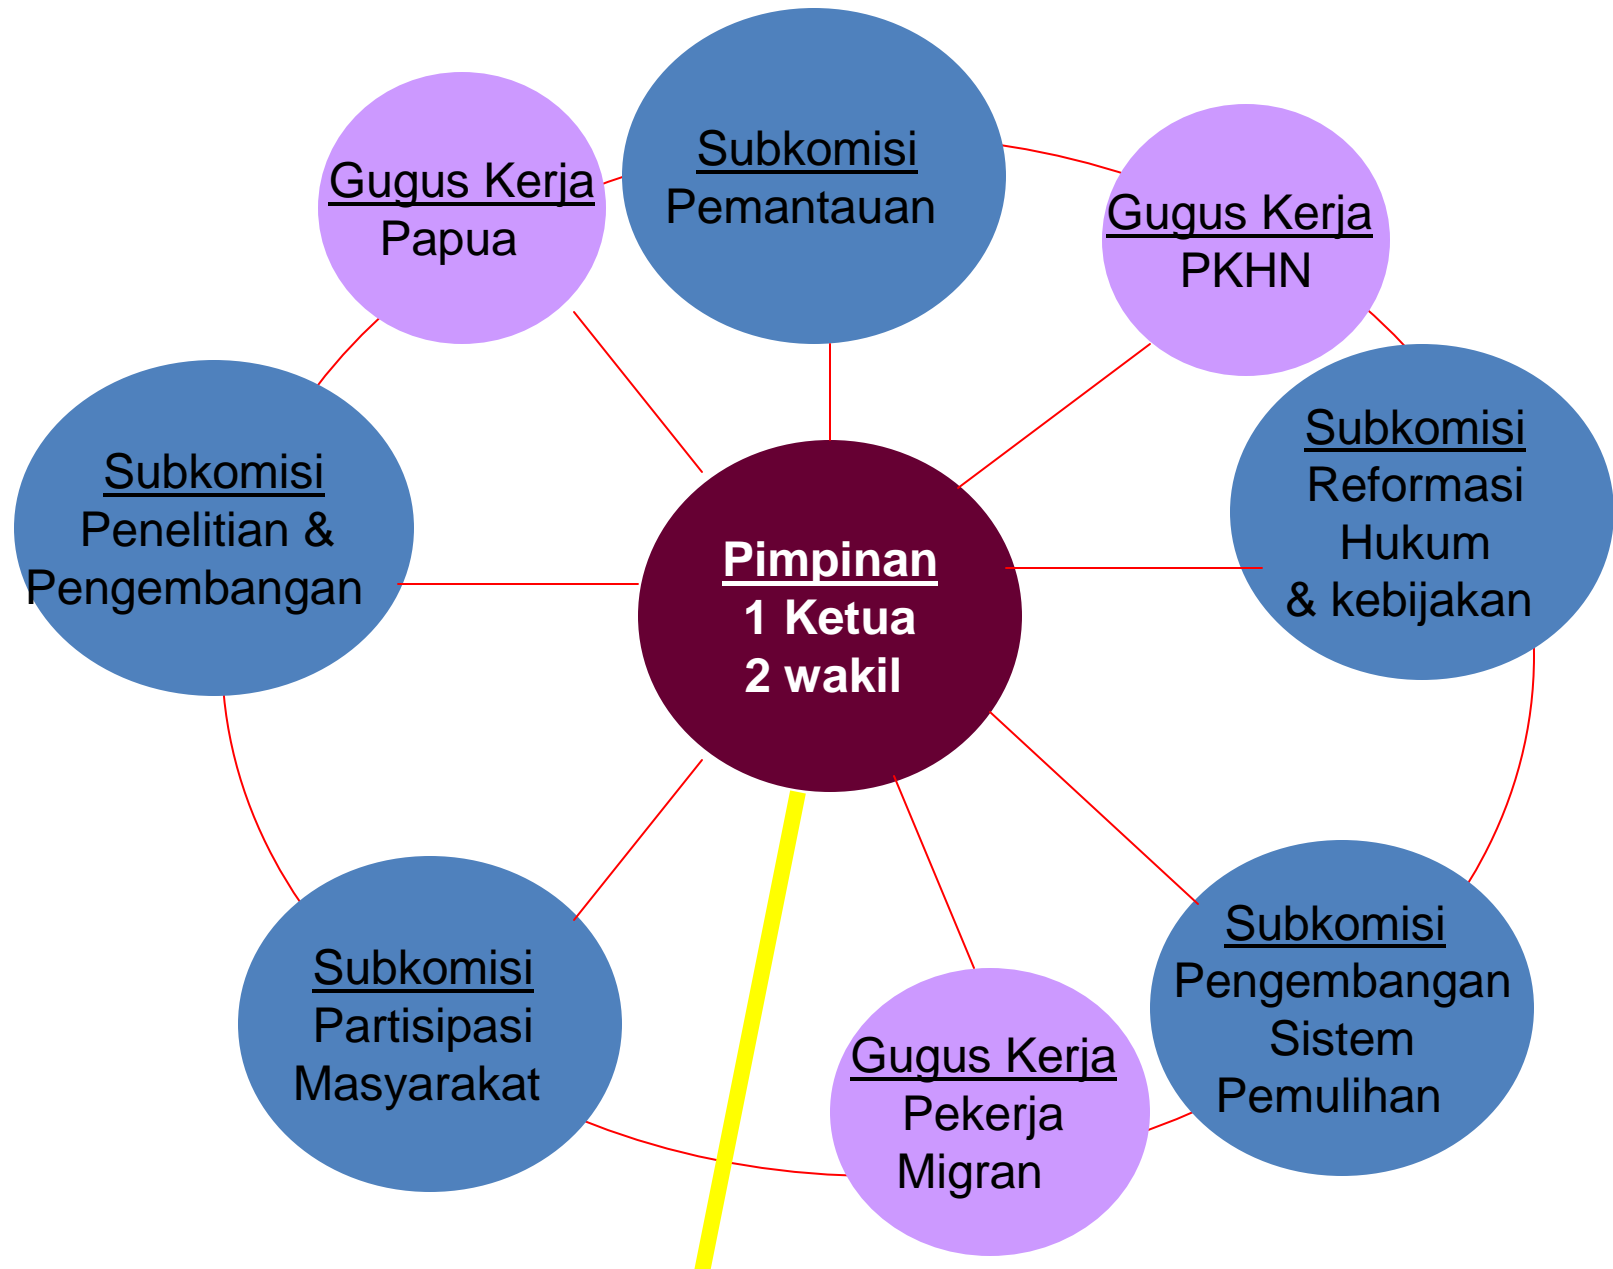 Subkomisi
Pemantauan
Gugus Kerja
Papua
Gugus Kerja
PKHN
Subkomisi
Reformasi
Hukum
& kebijakan
Subkomisi
Penelitian &
Pengembangan
Pimpinan
1 Ketua
2 wakil
Subkomisi
Pengembangan
Sistem
Pemulihan
Subkomisi
Partisipasi
Masyarakat
Gugus Kerja
Pekerja
Migran